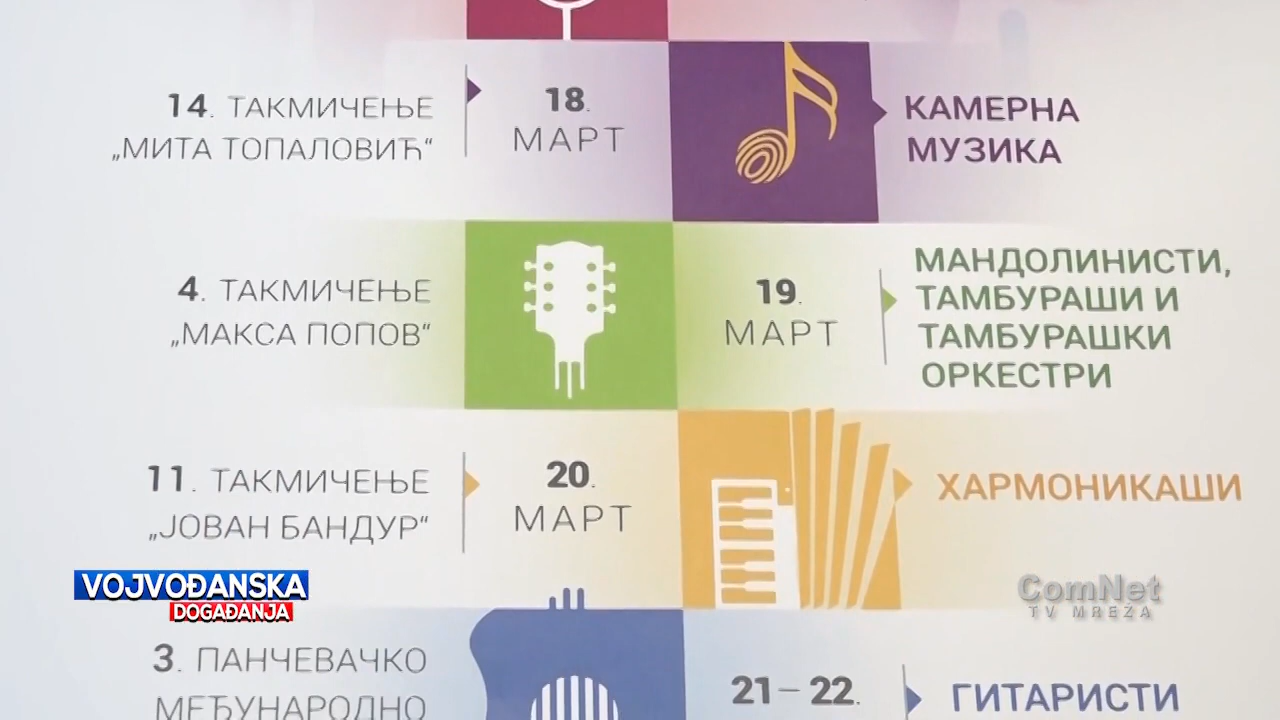 14. ТАКМИЧЕЊЕ
„МИТА ТОПАЛОВИЋ“
18.
МАРТ
КАМЕРНА
МУЗИКА
4. ТАКМИЧЕЊЕ
„МАКСА ПОПОВ“
19.
МАРТ
МАНДОЛИНИСТИ,
ТАМБУРАШИ И
ТАМБУРАШКИ
ОРКЕСТРИ
11. ТАКМИЧЕЊЕ
„ЈОВАН БАНДУР“
20.
МАРТ
ХАРМОНИКАШИ
VOJVOĐANSKA
DOGAĐANJA
ComNet
TV MREŽA
3. ПАНЧЕВАЧКО
МЕЂУНАРОДНО
21 – 22.
ГИТАРИСТИ